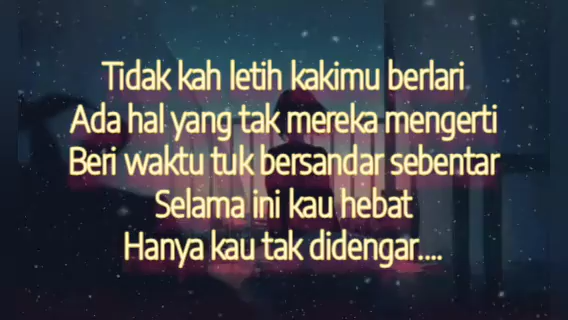 Tidak kah letih kakimu berlari
Ada hal yang tak mereka mengerti
Beri waktu tuk bersandar sebentar
Selama ini kau hebat
Hanya kau tak didengar....